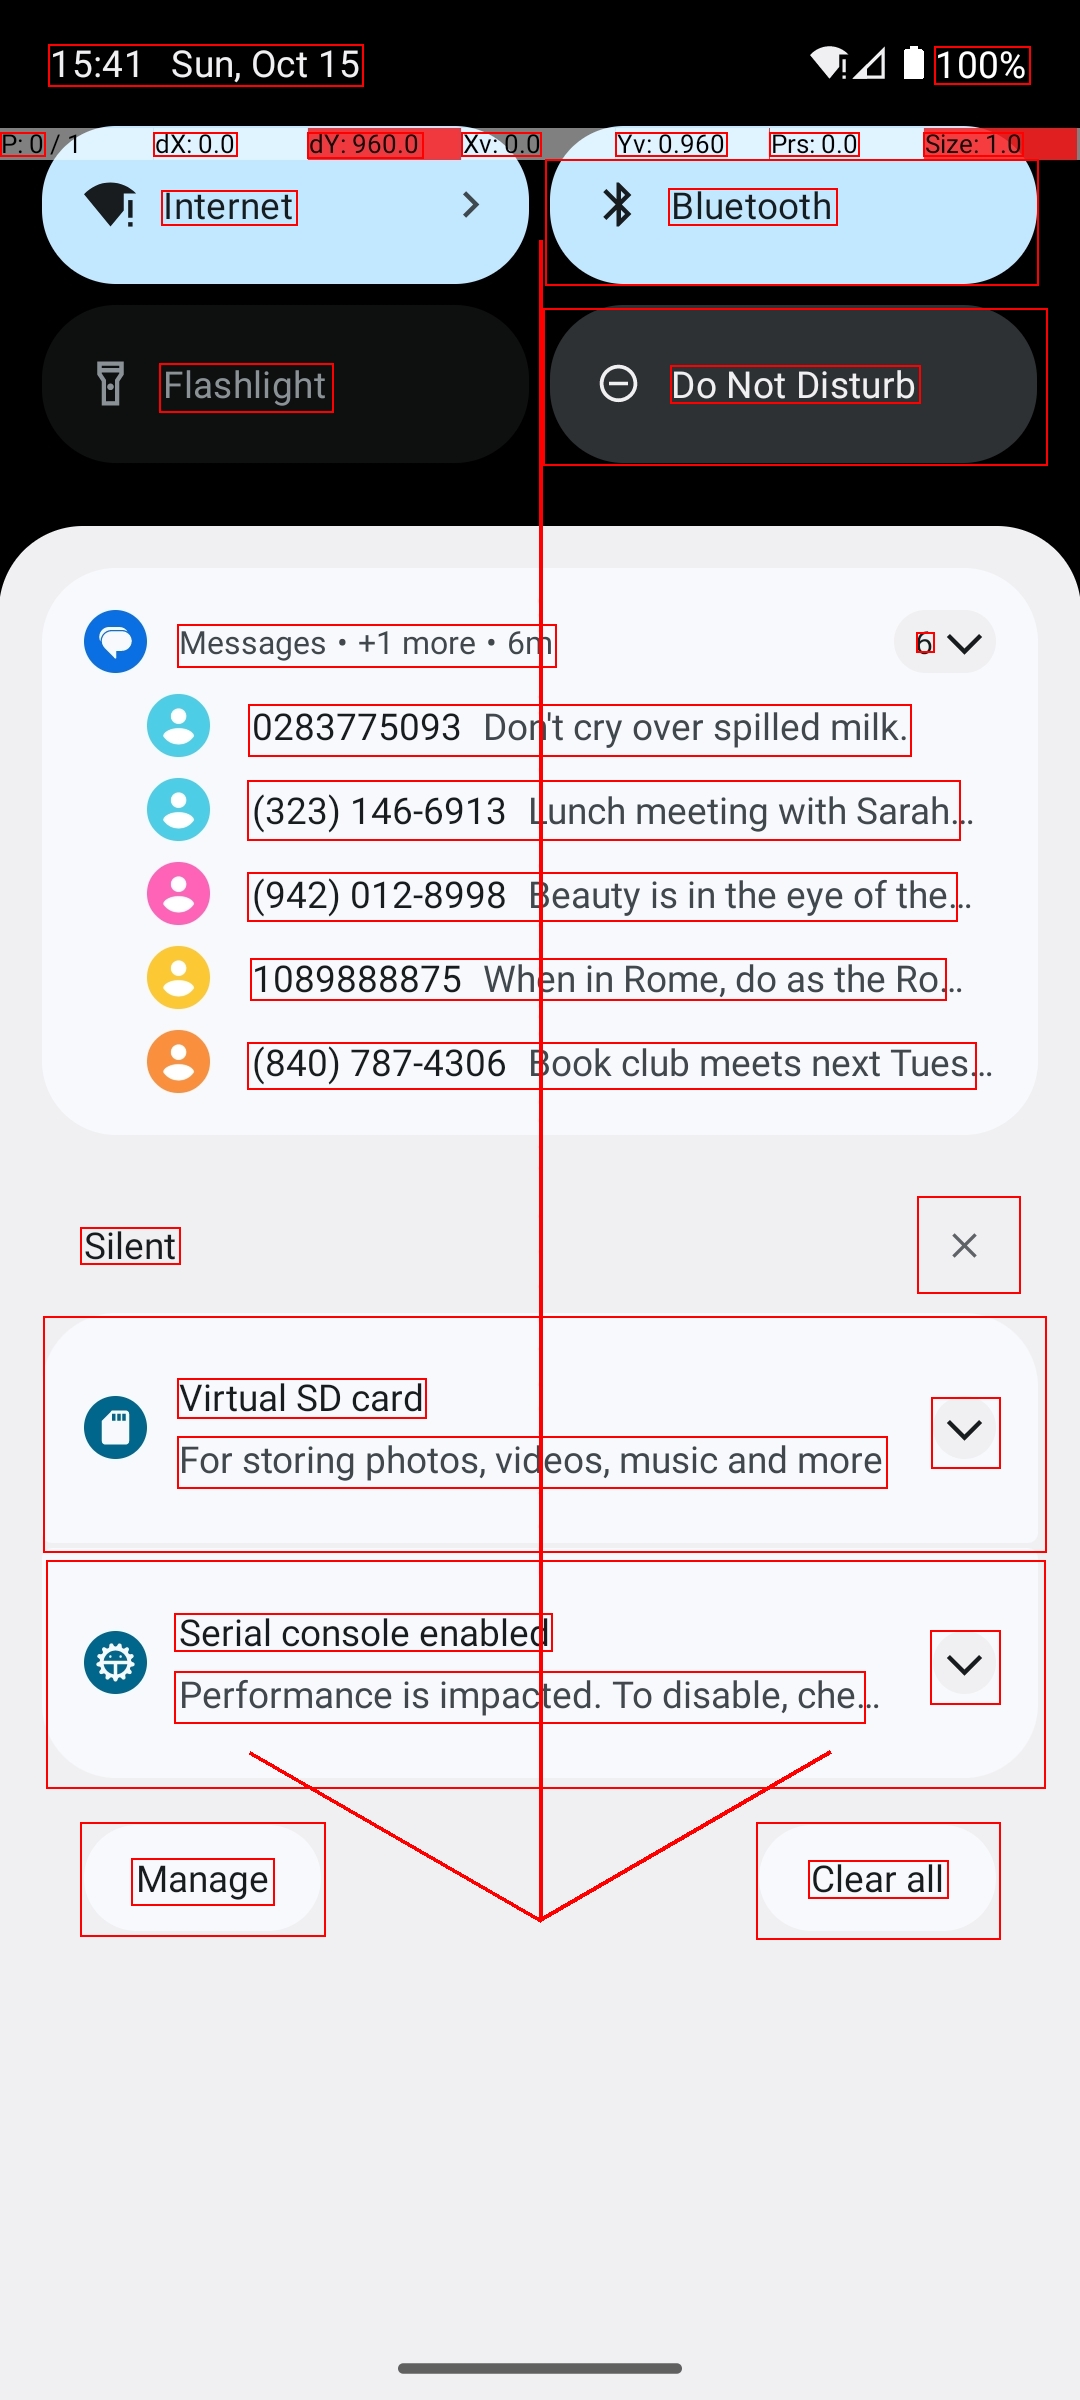 15:41 Sun, Oct 15 100%
P: 0 / 1 dX: 0.0 dY: 960.0 Xv: 0.0 Yv: 0.960 Prs: 0.0 Size: 1.0
Internet Bluetooth
Flashlight Do Not Disturb
Messages • +1 more • 6m 6
0283775093 Don't cry over spilled milk.
(323) 146-6913 Lunch meeting with Sarah...
(942) 012-8998 Beauty is in the eye of the...
1089888875 When in Rome, do as the Ro...
(840) 787-4306 Book club meets next Tues...
Silent
Virtual SD card
For storing photos, videos, music and more
Serial console enabled
Performance is impacted. To disable, che...
Manage Clear all